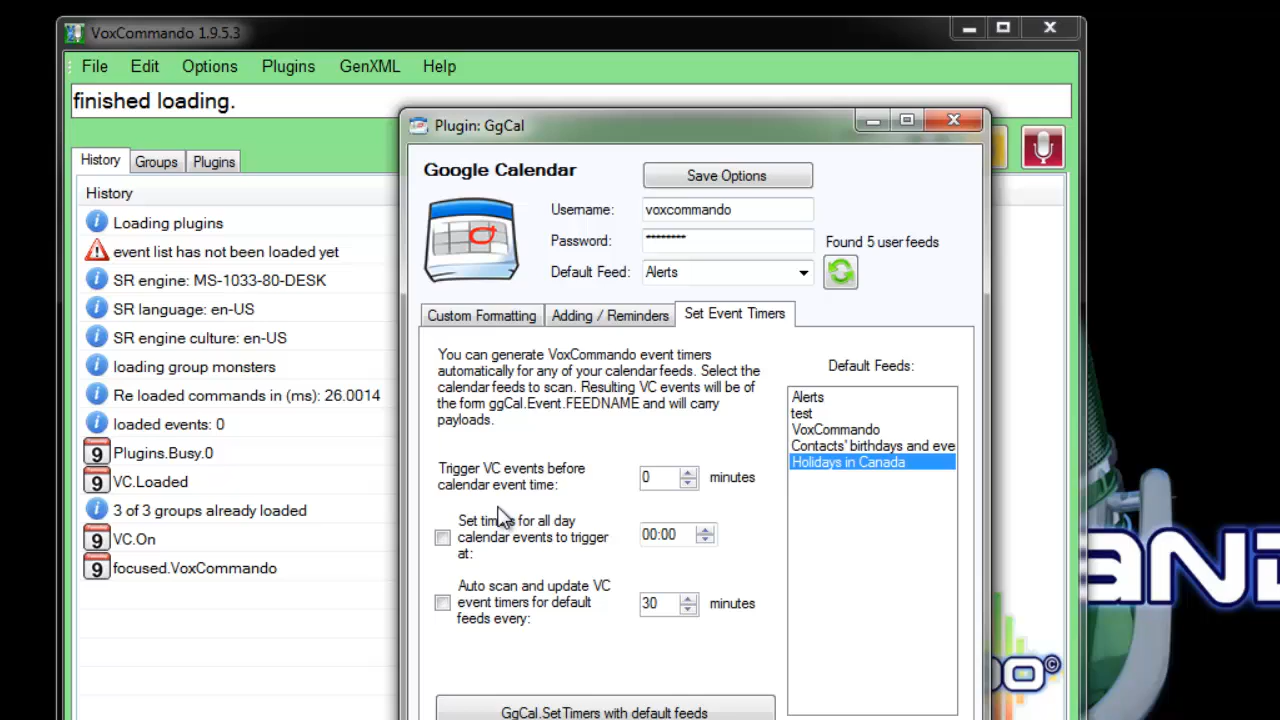 VoxCommando 1.9.5.3
File Edit Options Plugins GenXML Help
finished loading.
History Groups Plugins
History
Loading plugins
event list has not been loaded yet
SR engine: MS-1033-80-DESK
SR language: en-US
SR engine culture: en-US
loading group monsters
Re loaded commands in (ms): 26.0014
loaded events: 0
9 Plugins.Busy.0
9 VC.Loaded
3 of 3 groups already loaded
9 VC.On
9 focused.VoxCommando
Plugin: GgCal
Google Calendar
Save Options
Username: voxcommando
Password: ********
Found 5 user feeds
Default Feed: Alerts
Custom Formatting Adding / Reminders Set Event Timers
You can generate VoxCommando event timers
automatically for any of your calendar feeds. Select the
calendar feeds to scan. Resulting VC events will be of
the form ggCal.Event.FEEDNAME and will carry
payloads.
Trigger VC events before
calendar event time:
0 minutes
Set timers for all day
calendar events to trigger
at:
00:00
Auto scan and update VC
event timers for default
feeds every:
30 minutes
GgCal.SetTimers with default feeds
Default Feeds:
Alerts
test
VoxCommando
Contacts' birthdays and eve
Holidays in Canada
AND
DO©